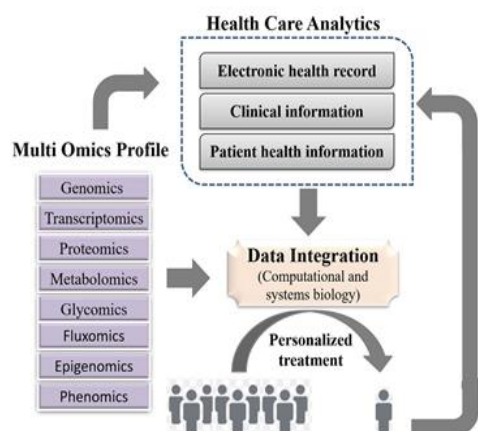 Health Care Analytics
Electronic health record
Clinical information
Patient health information
Multi Omics Profile
Genomics
Transcriptomics
Proteomics
Metabolomics
Glycomics
Fluxomics
Epigenomics
Phenomics
Data Integration
(Computational and
systems biology)
Personalized
treatment